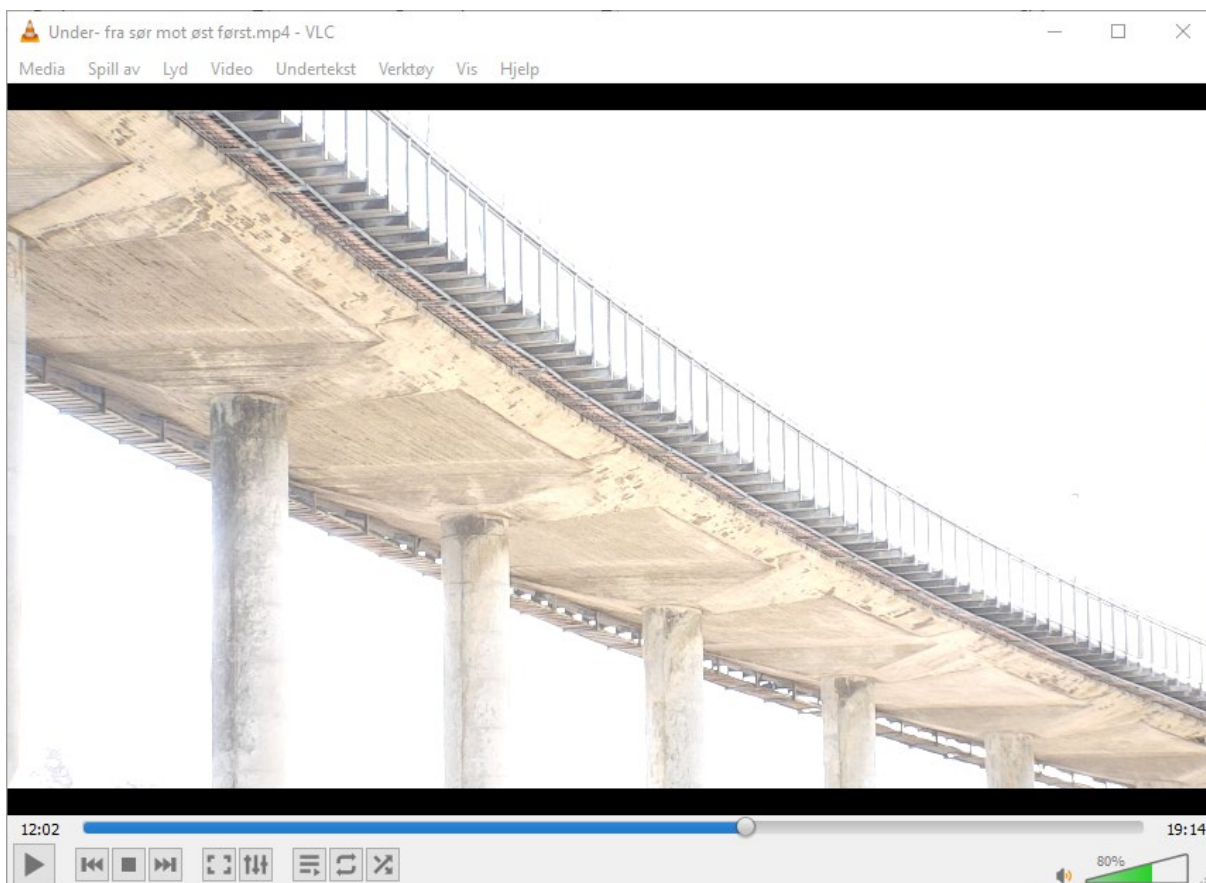 Under- fra sør mot øst først.mp4 - VLC
Media Spill av Lyd Video Undertekst Verktøy Vis Hjelp
12:02 19:14
80%